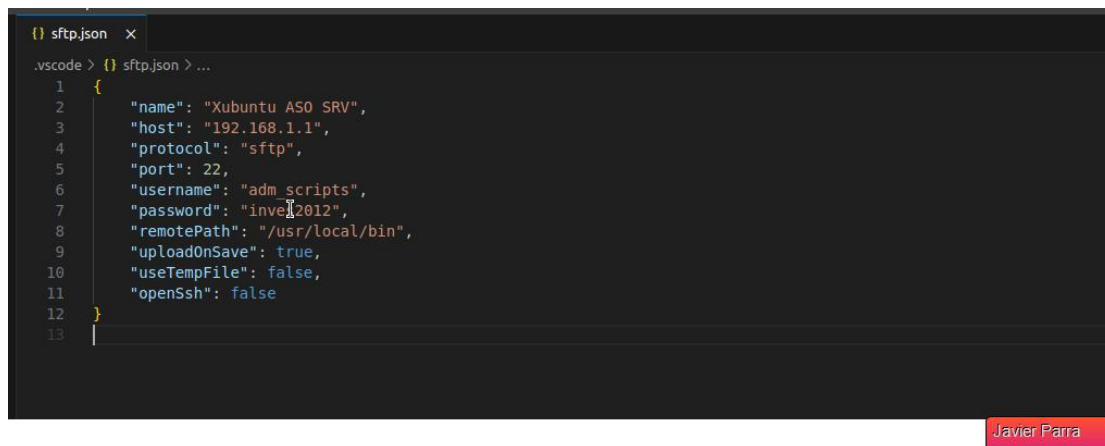 {} sftp.json ×
.vscode > {} sftp.json > ...
1 {
2 "name": "Xubuntu ASO SRV",
3 "host": "192.168.1.1",
4 "protocol": "sftp",
5 "port": 22,
6 "username": "adm_scripts",
7 "password":
8 "remotePath": "/usr/local/bin",
9 "uploadOnSave": true,
10 "useTempFile": false,
11 "openSsh": false
12 }
13
Javier Parra